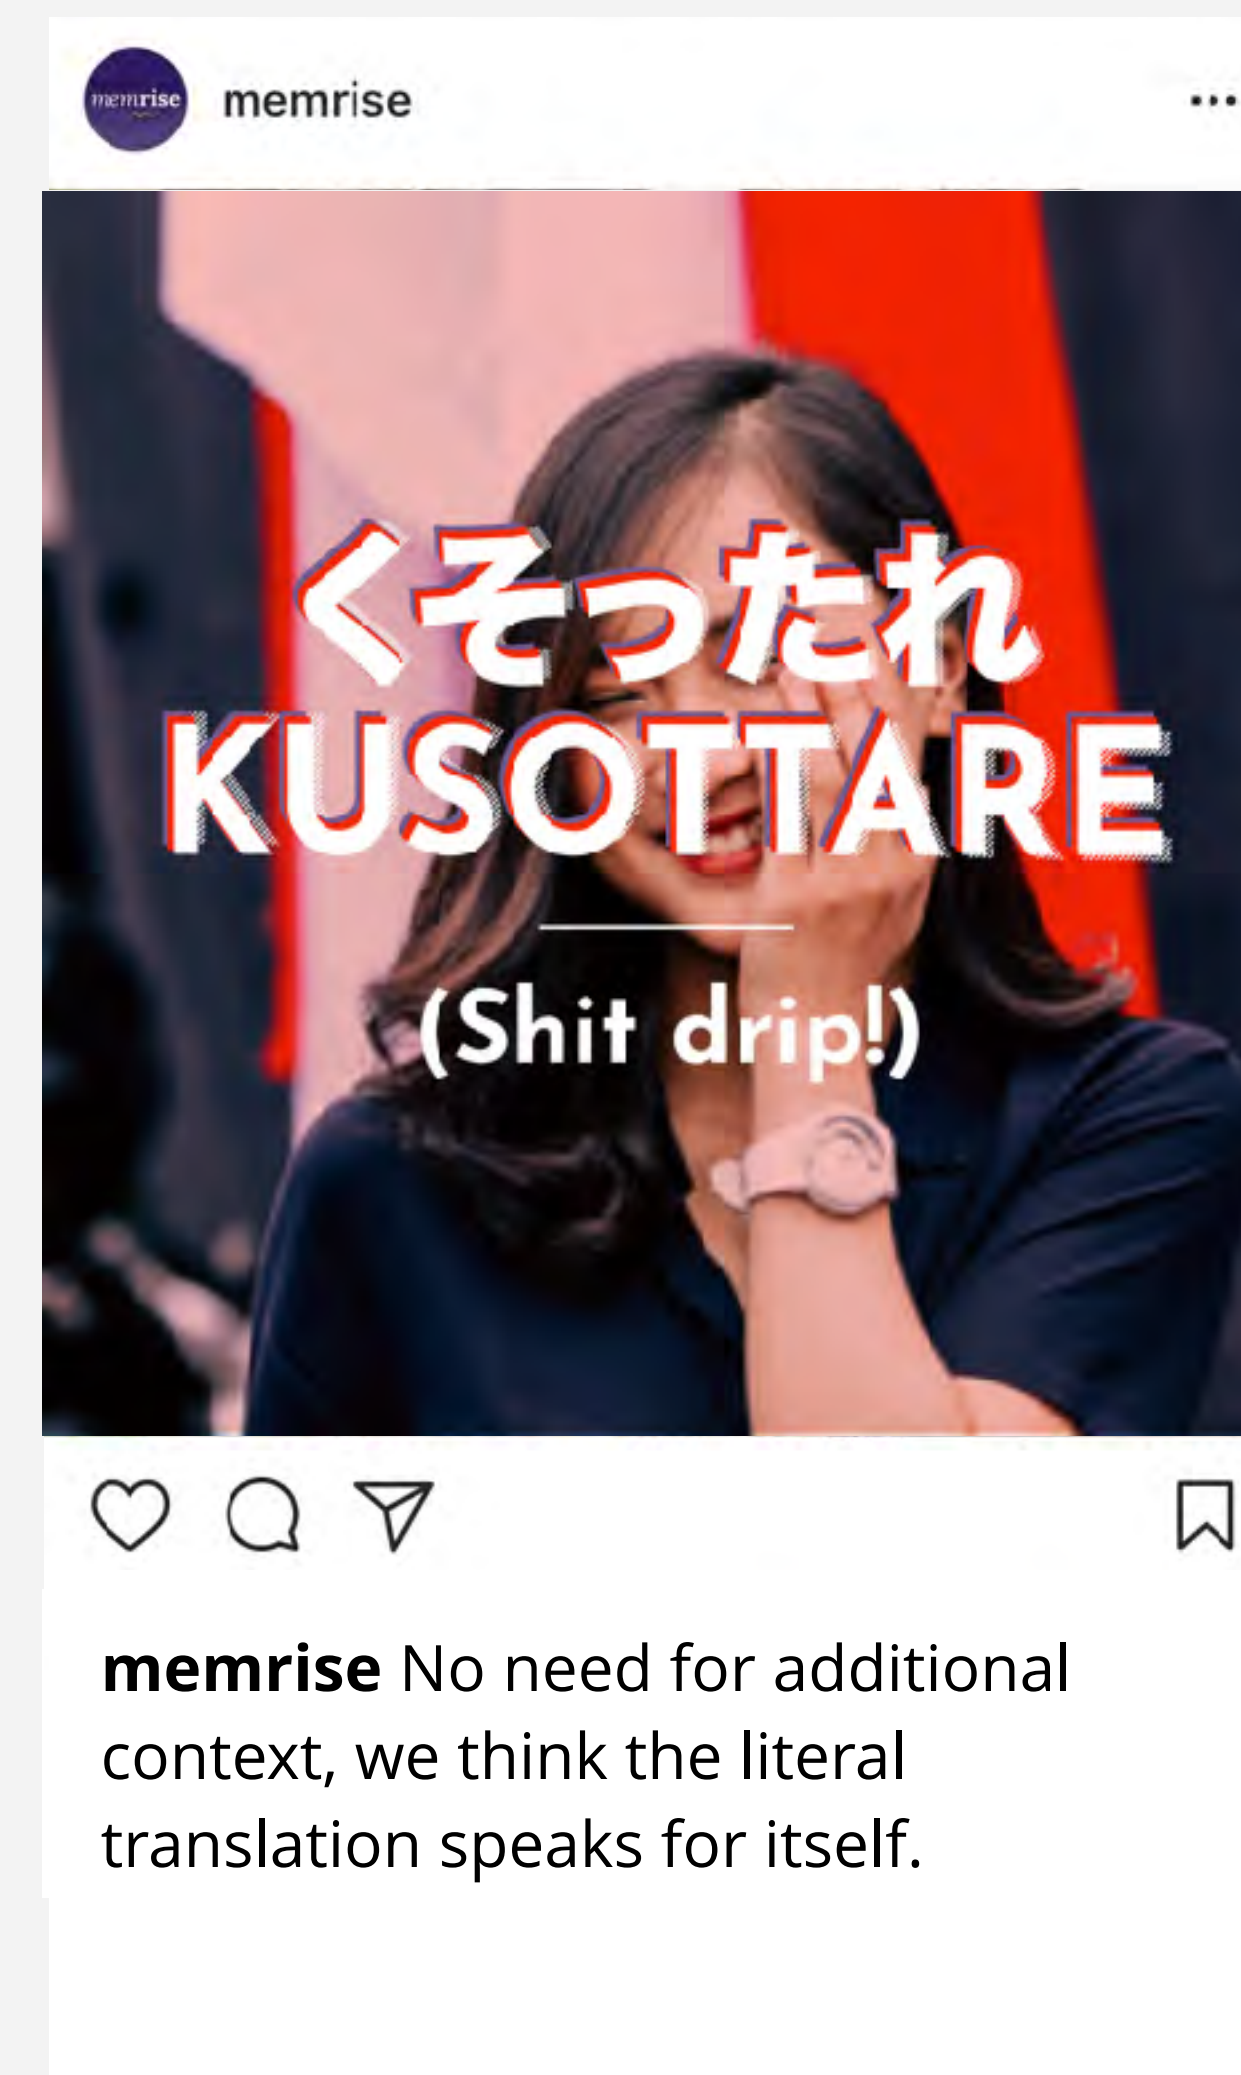 memrise
memrise
くそったれ
KUSOTTARE
(Shit drip!)
memrise No need for additional
context, we think the literal
translation speaks for itself.